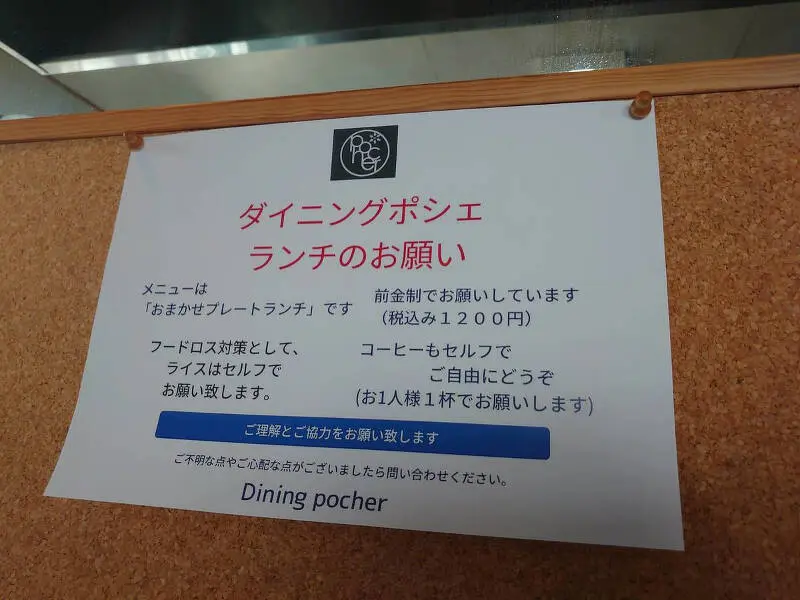 Pocher
ダイニングポシェ
ランチのお願い
メニューは
「おまかせプレートランチ」です
前金制でお願いしています
（税込み１２００円）
フードロス対策として、
ライスはセルフで
お願い致します。
コーヒーもセルフで
ご自由にどうぞ
(お1人様１杯でお願いします)
ご理解とご協力をお願い致します
ご不明な点やご心配な点がございましたら問い合わせください。
Dining pocher